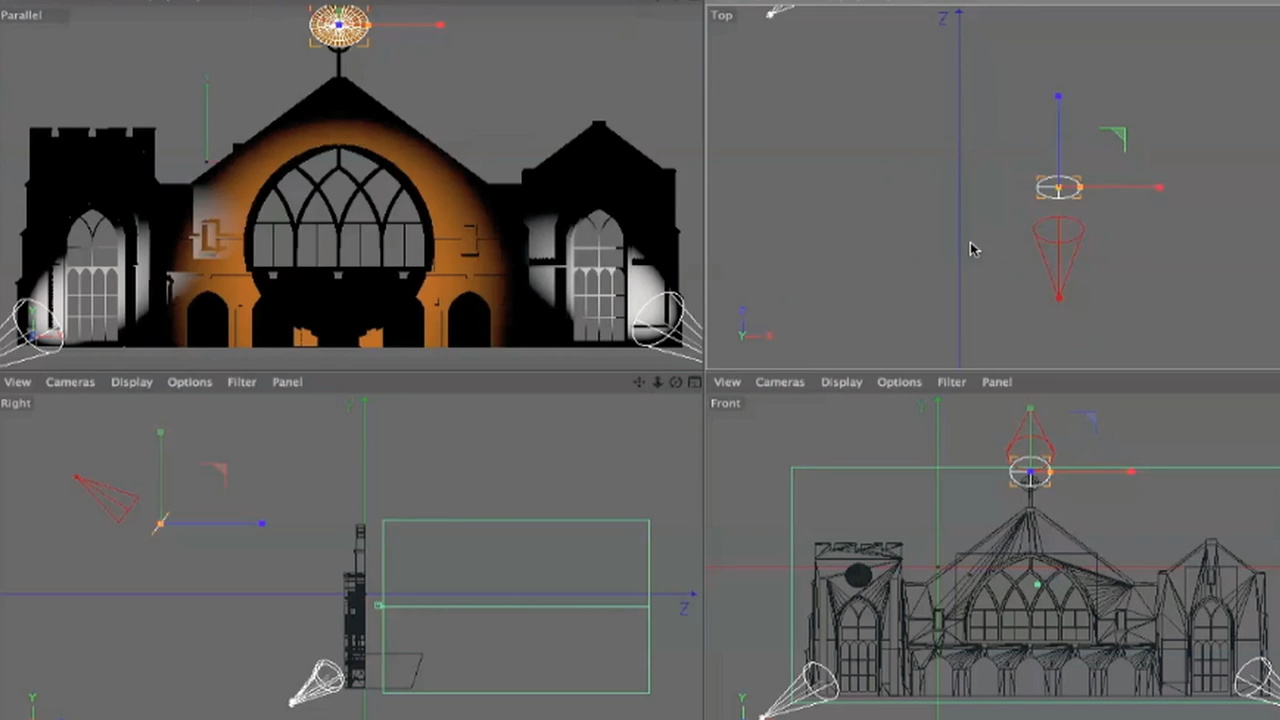 Parallel
Top
Z
Y
View Cameras Display Options Filter Panel
View Cameras Display Options Filter Panel
Right
Y
Front
Y
Z
Y
Y